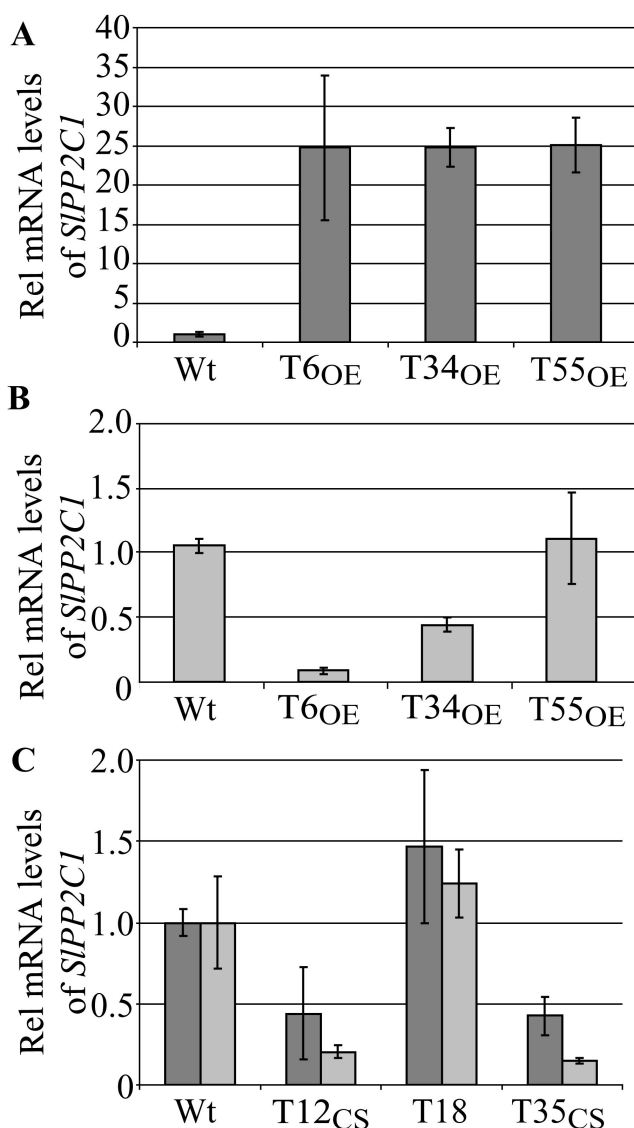 A
Rel mRNA levels
of SlPP2C1
40
35
30
25
20
15
10
5
0
Wt T6OE T34OE T55OE
B
Rel mRNA levels
of SlPP2C1
2.0
1.5
1.0
0.5
0
Wt T6OE T34OE T55OE
C
Rel mRNA levels
of SlPP2C1
2.0
1.5
1.0
0.5
0
Wt T12CS T18 T35CS